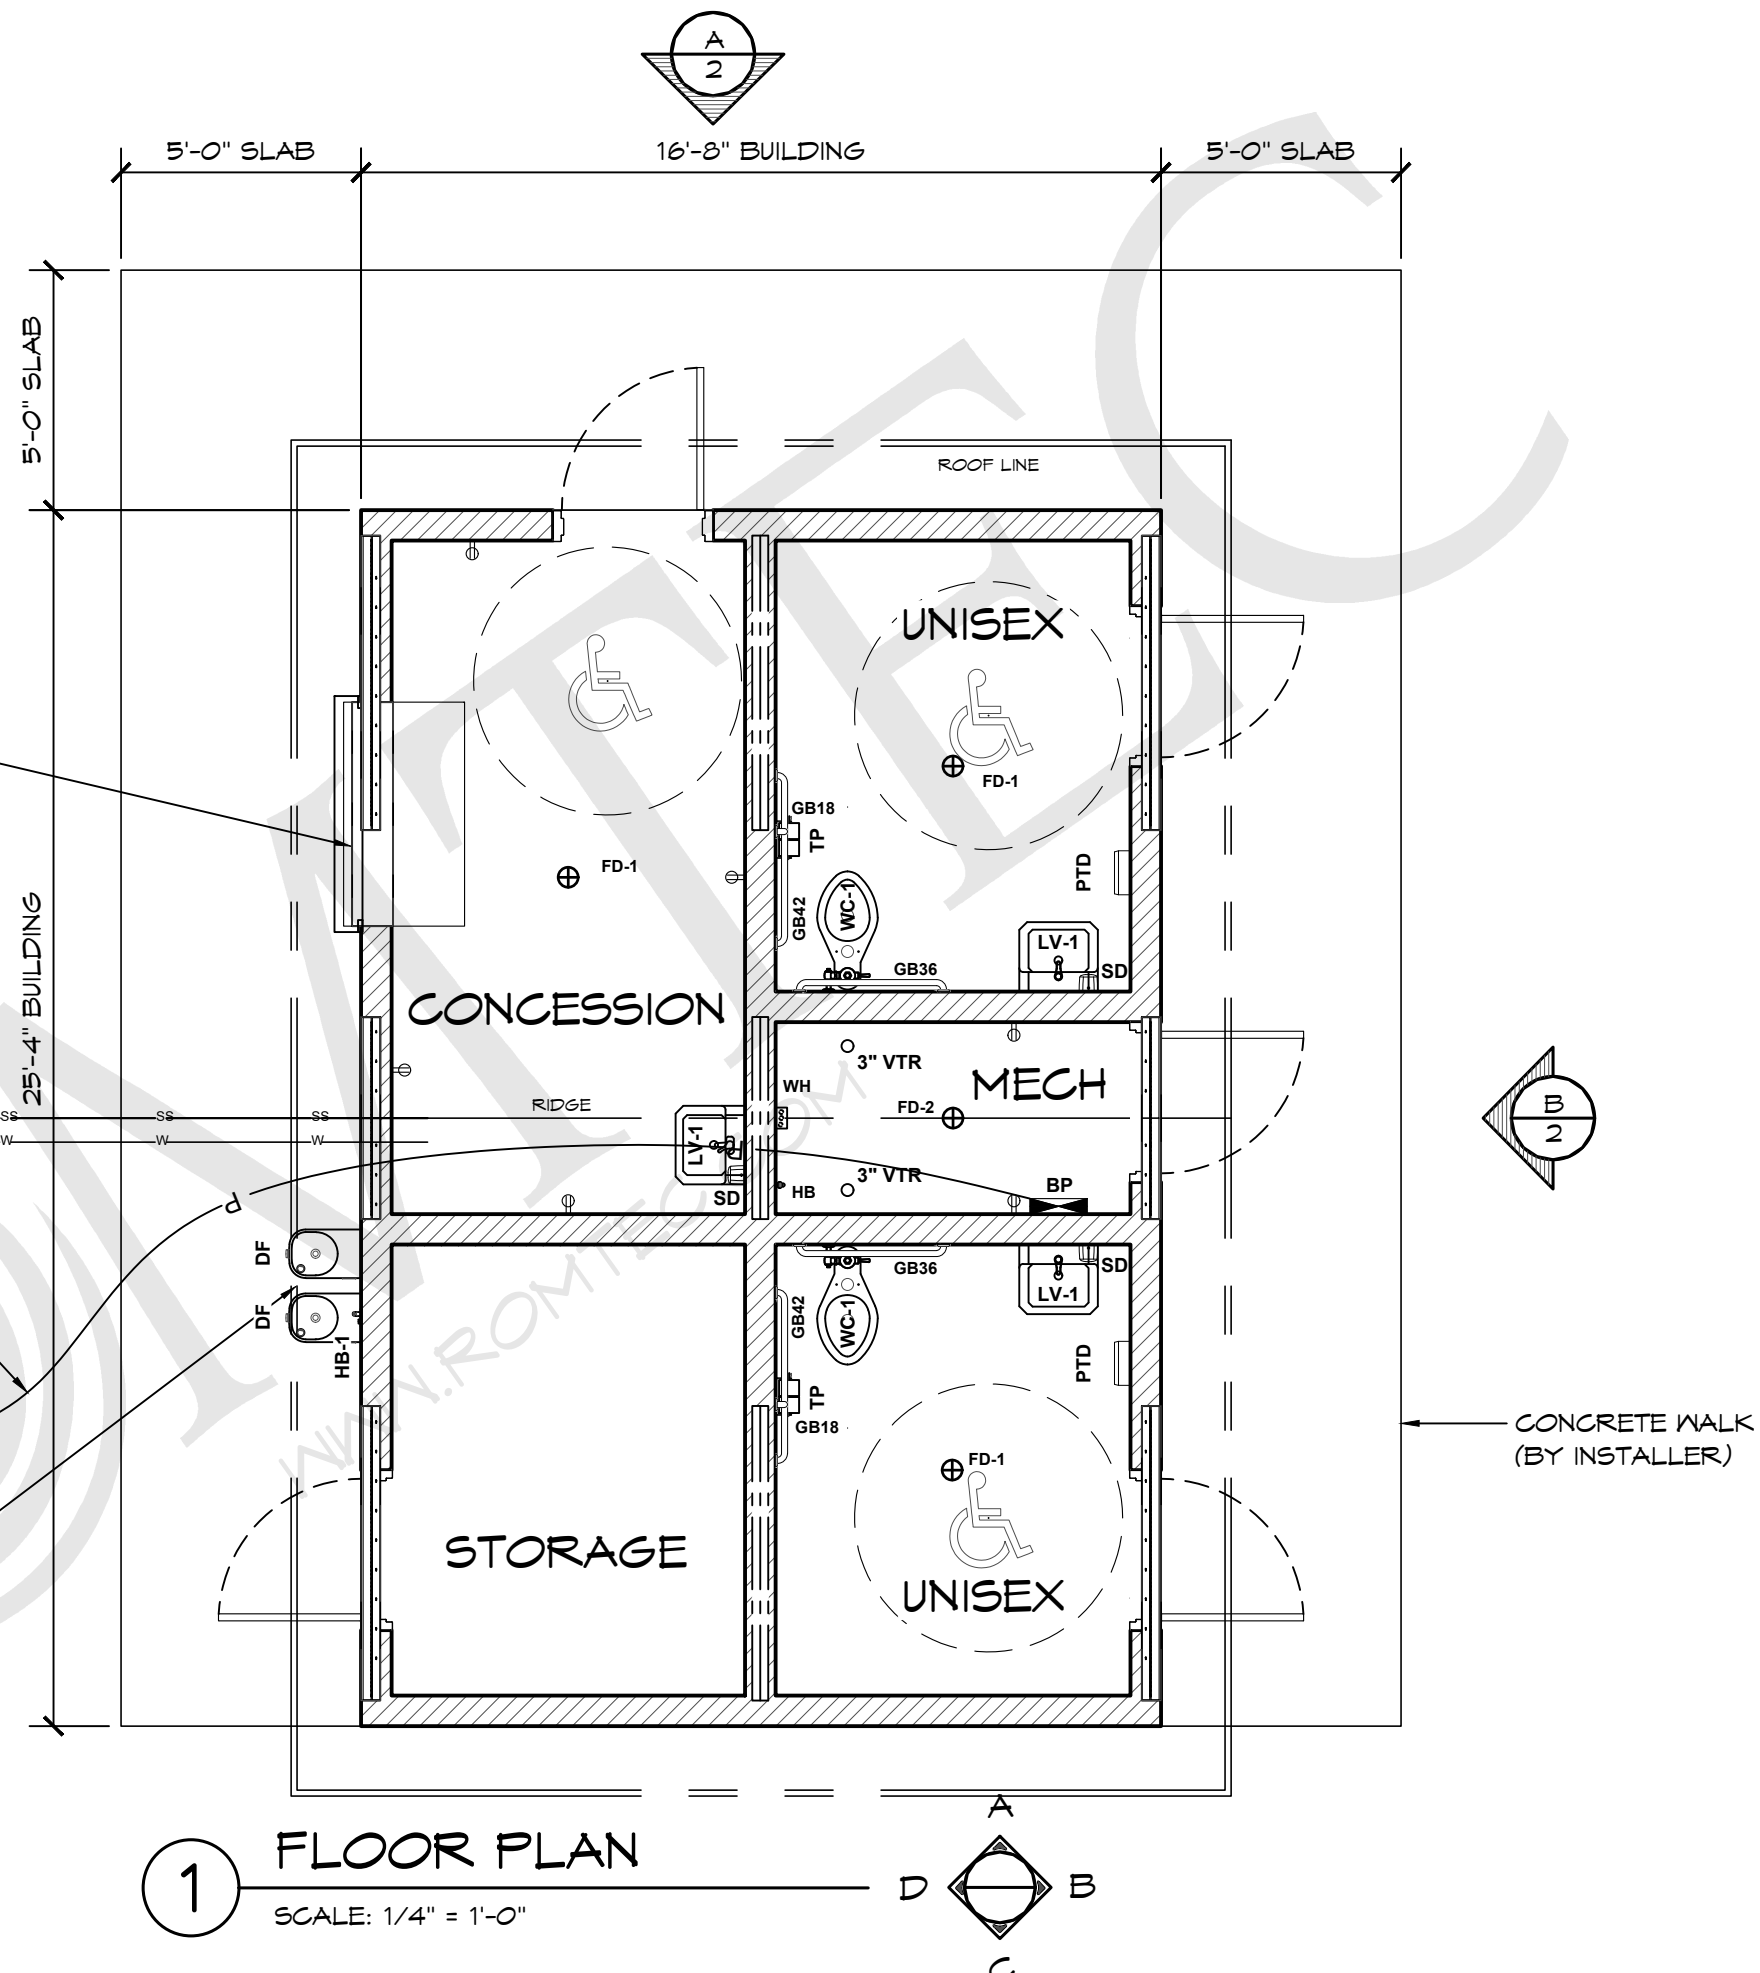 A
2
5'-0" SLAB
16'-8" BUILDING
5'-0" SLAB
5'-0" SLAB
ROOF LINE
UNISEX
FD-1
GB18
TP
FD-1
PTD
GB42
WC-1
LV-1
SD
GB36
25'-4" BUILDING
CONCESSION
3" VTR
MECH
WH
RIDGE
FD-2
SS
SS
SS
W
W
W
B
2
LV-1
3" VTR
BP
HB
SD
P
DF
GB36
SD
LV-1
DF
HB-1
GB42
WC-1
PTD
TP
GB18
CONCRETE WALK
(BY INSTALLER)
FD-1
STORAGE
UNISEX
OMTEC
WWW.ROMTEC.COM
1
FLOOR PLAN
SCALE: 1/4" = 1'-0"
A
D
B
C